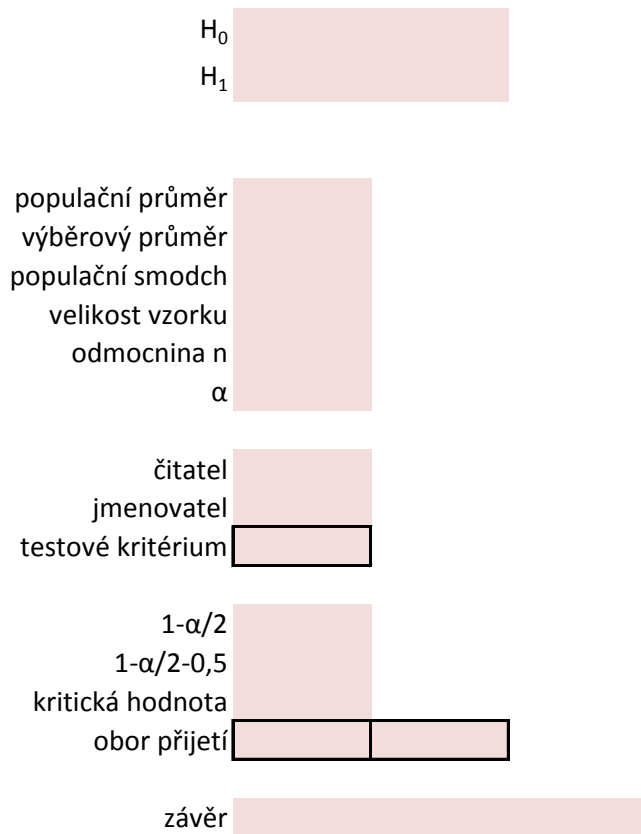 H₀
H₁
populační průměr
výběrový průměr
populační smodch
velikost vzorku
odmocnina n
α
čitatel
jmenovatel
testové kritérium
1-α/2
1-α/2-0,5
kritická hodnota
obor přijetí
závěr